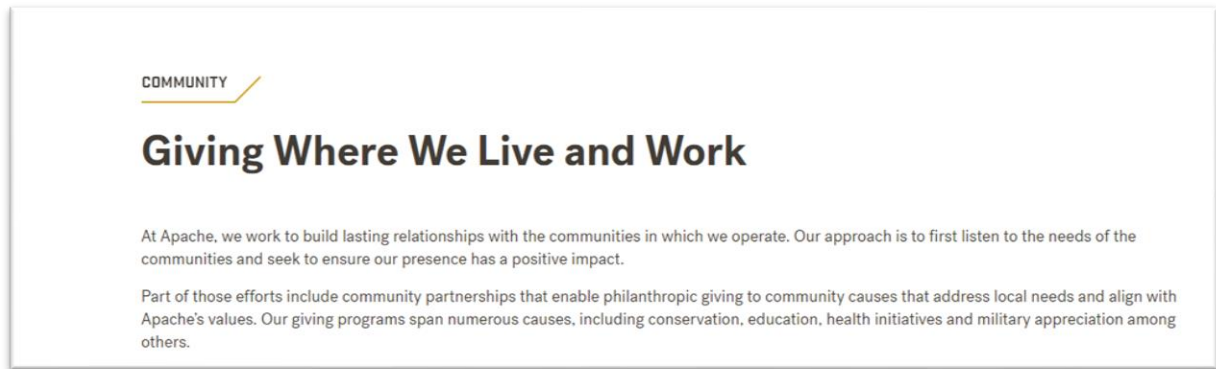 COMMUNITY
Giving Where We Live and Work
At Apache, we work to build lasting relationships with the communities in which we operate. Our approach is to first listen to the needs of the
communities and seek to ensure our presence has a positive impact.
Part of those efforts include community partnerships that enable philanthropic giving to community causes that address local needs and align with
Apache's values. Our giving programs span numerous causes, including conservation, education, health initiatives and military appreciation among
others.